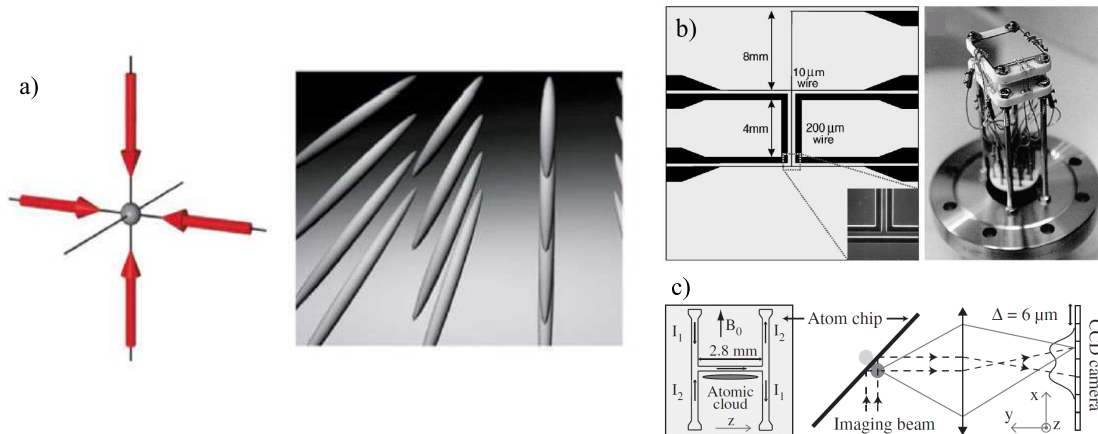 a)
b)
8mm
10 µm
wire
4mm
200 µm
wire
c)
I₁
B₀
I₂
2.8 mm
I₂
Atomic
cloud
I₁
z
Atom chip
Δ = 6 µm
CCD camera
Imaging beam
x
y
z